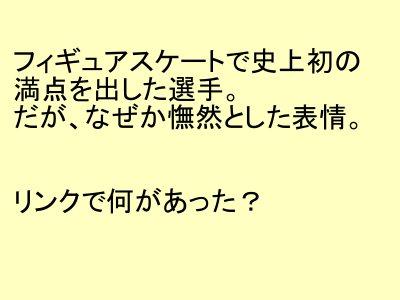 フィギュアスケートで史上初の
満点を出した選手。
だが、なぜか憮然とした表情。
リンクで何があった？